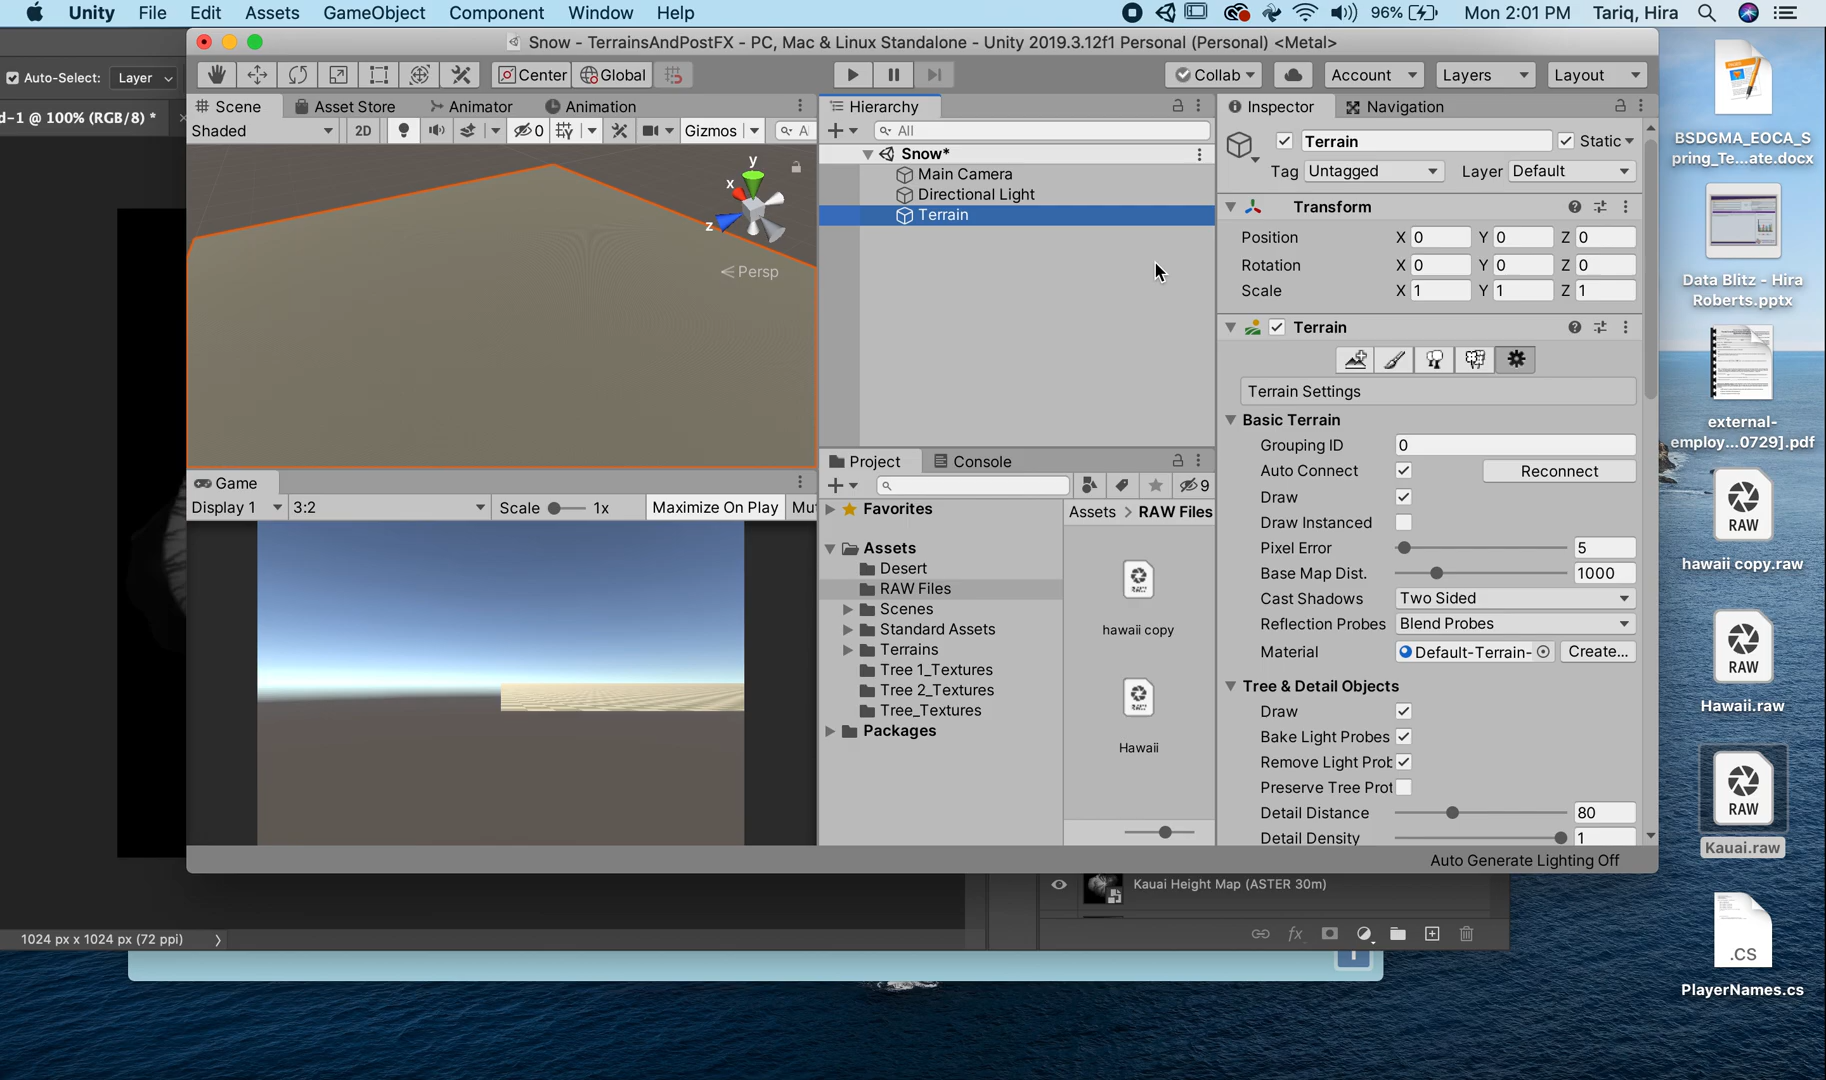 Unity File Edit Assets GameObject Component Window Help 96% Mon 2:01 PM Tariq, Hira
Snow - TerrainsAndPostFX - PC, Mac & Linux Standalone - Unity 2019.3.12f1 Personal (Personal) <Metal>
Auto-Select: Layer
Center Global Collab Account Layers Layout
d-1 @ 100% (RGB/8) *
Scene Asset Store Animator Animation
Shaded 2D 0 Gizmos Al
y
x
z
Persp
Game
Display 1 3:2 Scale 1x Maximize On Play Mu
Hierarchy
All
Snow*
Main Camera
Directional Light
Terrain
Project Console
9
Favorites
Assets
Desert
RAW Files
Scenes
Standard Assets
Terrains
Tree 1_Textures
Tree 2_Textures
Tree_Textures
Packages
Assets > RAW Files
hawaii copy
Hawaii
Inspector Navigation
Terrain Static
Tag Untagged Layer Default
Transform
Position X 0 Y 0 Z 0
Rotation X 0 Y 0 Z 0
Scale X 1 Y 1 Z 1
Terrain
Terrain Settings
Basic Terrain
Grouping ID 0
Auto Connect Reconnect
Draw
Draw Instanced
Pixel Error 5
Base Map Dist. 1000
Cast Shadows Two Sided
Reflection Probes Blend Probes
Material Default-Terrain- Create...
Tree & Detail Objects
Draw
Bake Light Probes
Remove Light Prob
Preserve Tree Prot
Detail Distance 80
Detail Density 1
Auto Generate Lighting Off
Kauai Height Map (ASTER 30m)
fx
1024 px x 1024 px (72 ppi)
BSDGMA_EOCA_S
pring_Te...ate.docx
Data Blitz - Hira
Roberts.pptx
external-
employ...0729].pdf
RAW
hawaii copy.raw
RAW
Hawaii.raw
RAW
Kauai.raw
.CS
PlayerNames.cs